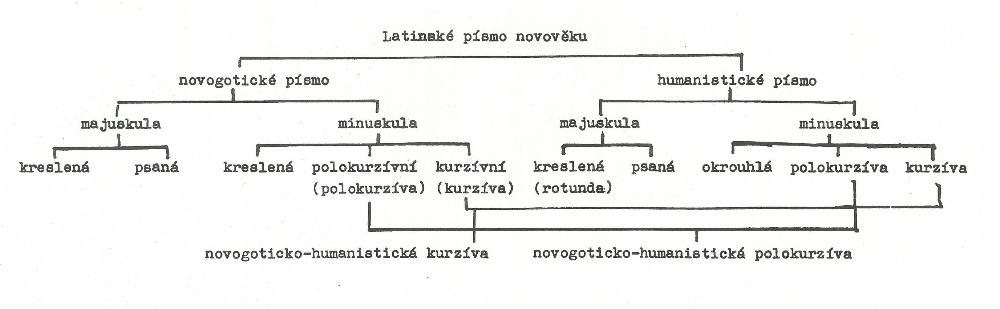 Latinské písmo novověku
novogotické písmo humanistické písmo
majuskula minuskula majuskula minuskula
kreslená psaná kreslená polokurzívní kurzívní kreslená psaná okrouhlá polokurzíva kurzíva
(polokurzíva) (kurzíva) (rotunda)
novogoticko-humanistická kurzíva novogoticko-humanistická polokurzíva